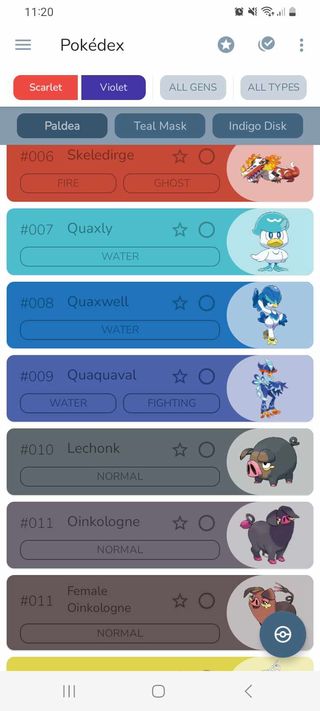 11:20
Pokédex
Scarlet Violet ALL GENS ALL TYPES
Paldea Teal Mask Indigo Disk
#006 Skeledirge
FIRE GHOST
#007 Quaxly
WATER
#008 Quaxwell
WATER
#009 Quaquaval
WATER FIGHTING
#010 Lechonk
NORMAL
#011 Oinkologne
NORMAL
#011 Female
Oinkologne
NORMAL